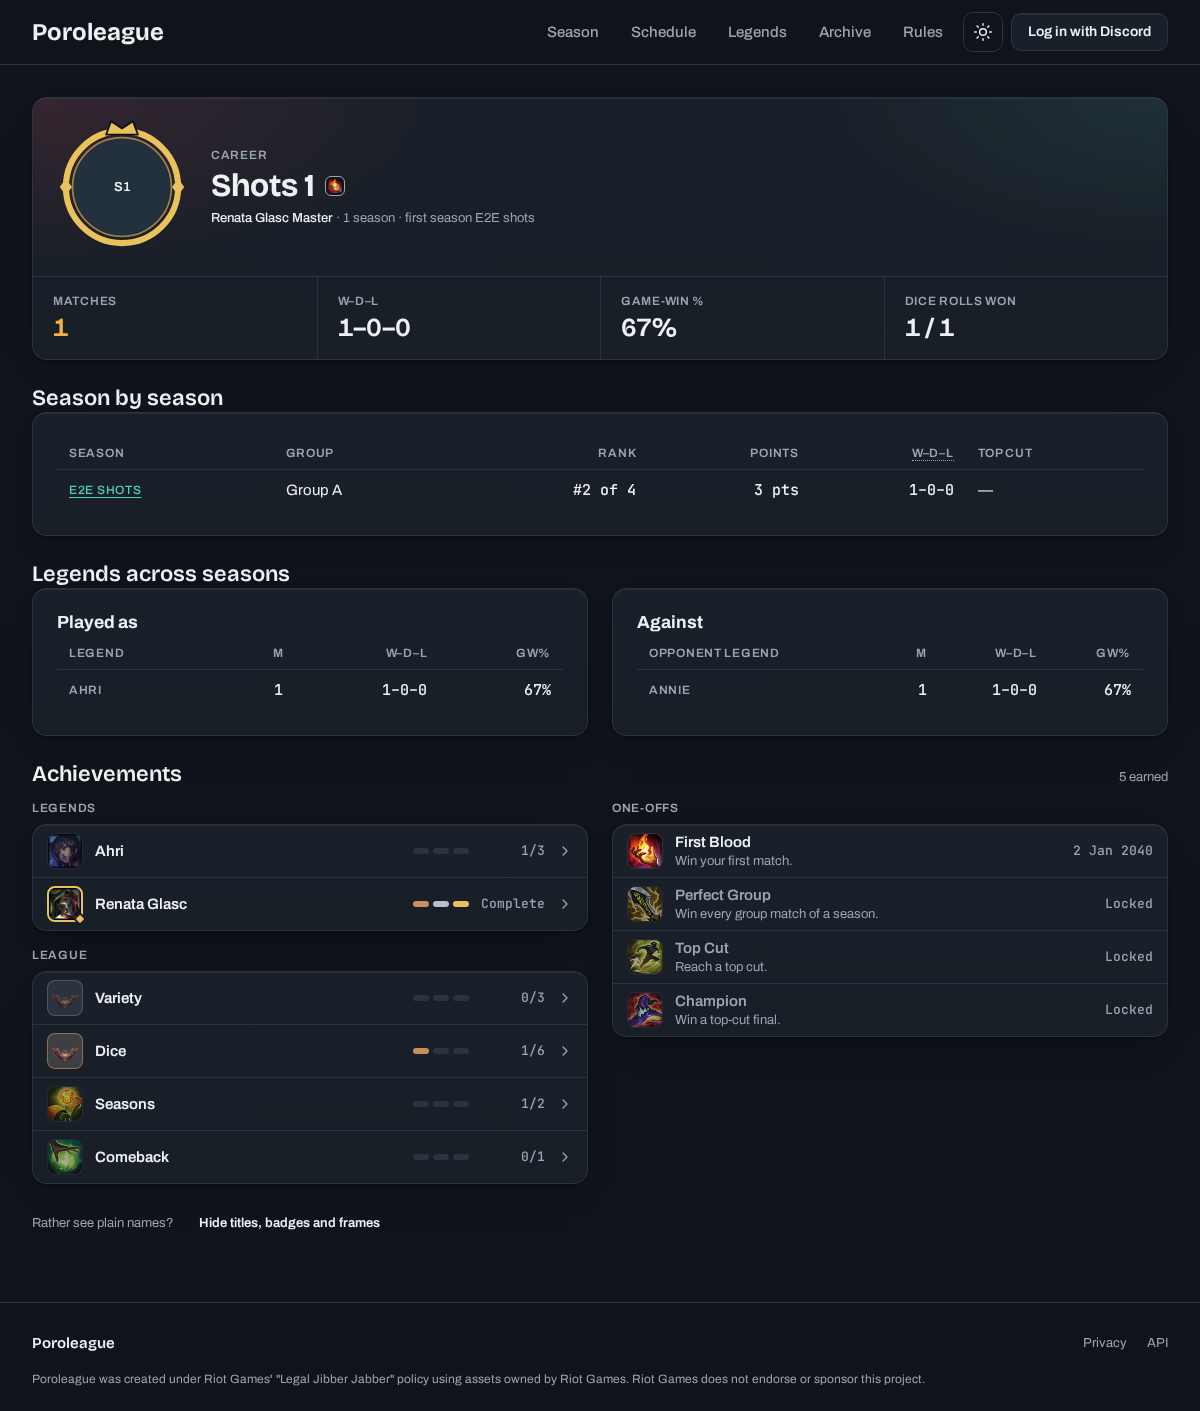 Poroleague
Season Schedule Legends Archive Rules Log in with Discord
S1
CAREER
Shots 1
Renata Glasc Master · 1 season · first season E2E shots
MATCHES W–D–L GAME-WIN % DICE ROLLS WON
1 1–0–0 67% 1 / 1
Season by season
SEASON GROUP RANK POINTS W–D–L TOP CUT
E2E SHOTS Group A #2 of 4 3 pts 1–0–0 —
Legends across seasons
Played as
LEGEND M W–D–L GW%
AHRI 1 1–0–0 67%
Against
OPPONENT LEGEND M W–D–L GW%
ANNIE 1 1–0–0 67%
Achievements 5 earned
LEGENDS
Ahri 1/3
Renata Glasc Complete
LEAGUE
Variety 0/3
Dice 1/6
Seasons 1/2
Comeback 0/1
ONE-OFFS
First Blood 2 Jan 2040
Win your first match.
Perfect Group Locked
Win every group match of a season.
Top Cut Locked
Reach a top cut.
Champion Locked
Win a top-cut final.
Rather see plain names? Hide titles, badges and frames
Poroleague Privacy API
Poroleague was created under Riot Games' "Legal Jibber Jabber" policy using assets owned by Riot Games. Riot Games does not endorse or sponsor this project.